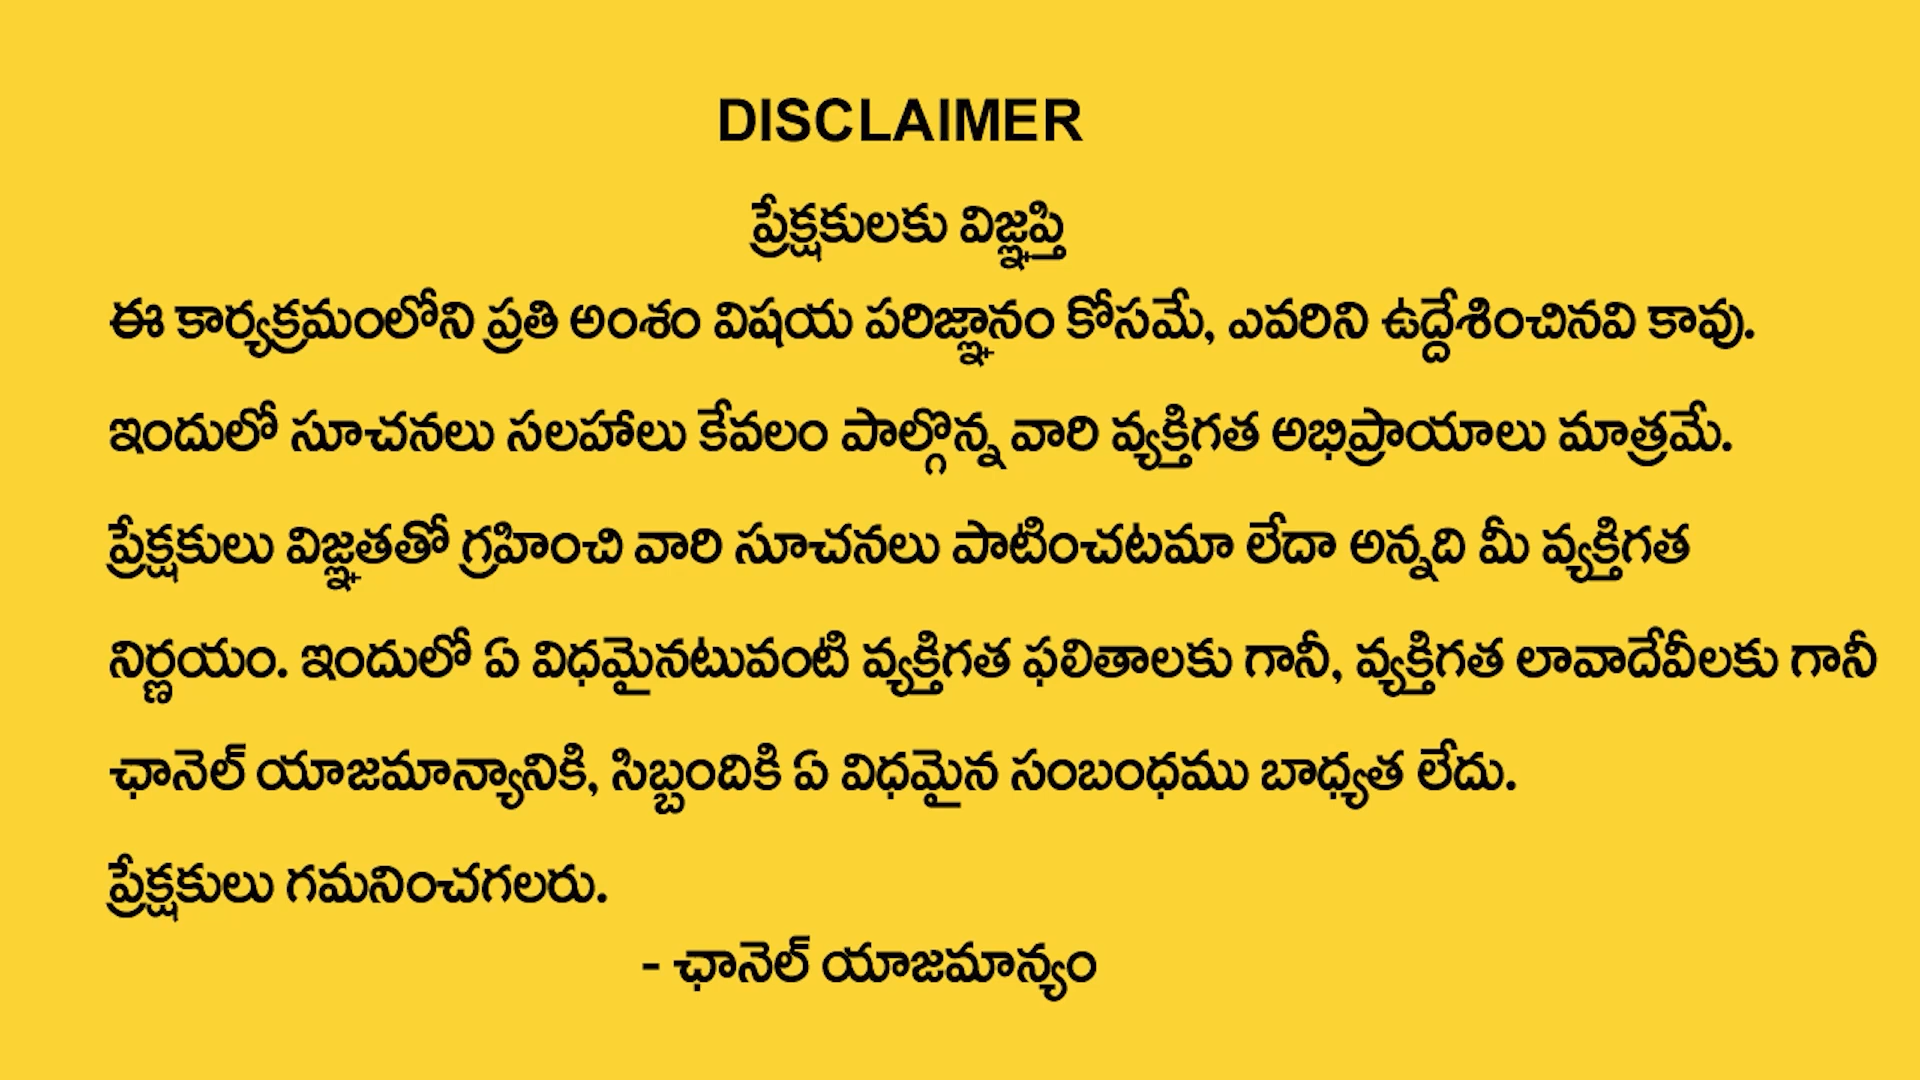 DISCLAIMER
ప్రేక్షకులకు విజ్ఞప్తి
ఈ కార్యక్రమంలోని ప్రతి అంశం విషయ పరిజ్ఞానం కోసమే, ఎవరిని ఉద్దేశించినవి కావు.
ఇందులో సూచనలు సలహాలు కేవలం పాల్గొన్న వారి వ్యక్తిగత అభిప్రాయాలు మాత్రమే.
ప్రేక్షకులు విజ్ఞతతో గ్రహించి వారి సూచనలు పాటించటమా లేదా అన్నది మీ వ్యక్తిగత
నిర్ణయం. ఇందులో ఏ విధమైనటువంటి వ్యక్తిగత ఫలితాలకు గానీ, వ్యక్తిగత లావాదేవీలకు గానీ
ఛానెల్ యాజమాన్యానికి, సిబ్బందికి ఏ విధమైన సంబంధము బాధ్యత లేదు.
ప్రేక్షకులు గమనించగలరు.
- ఛానెల్ యాజమాన్యం